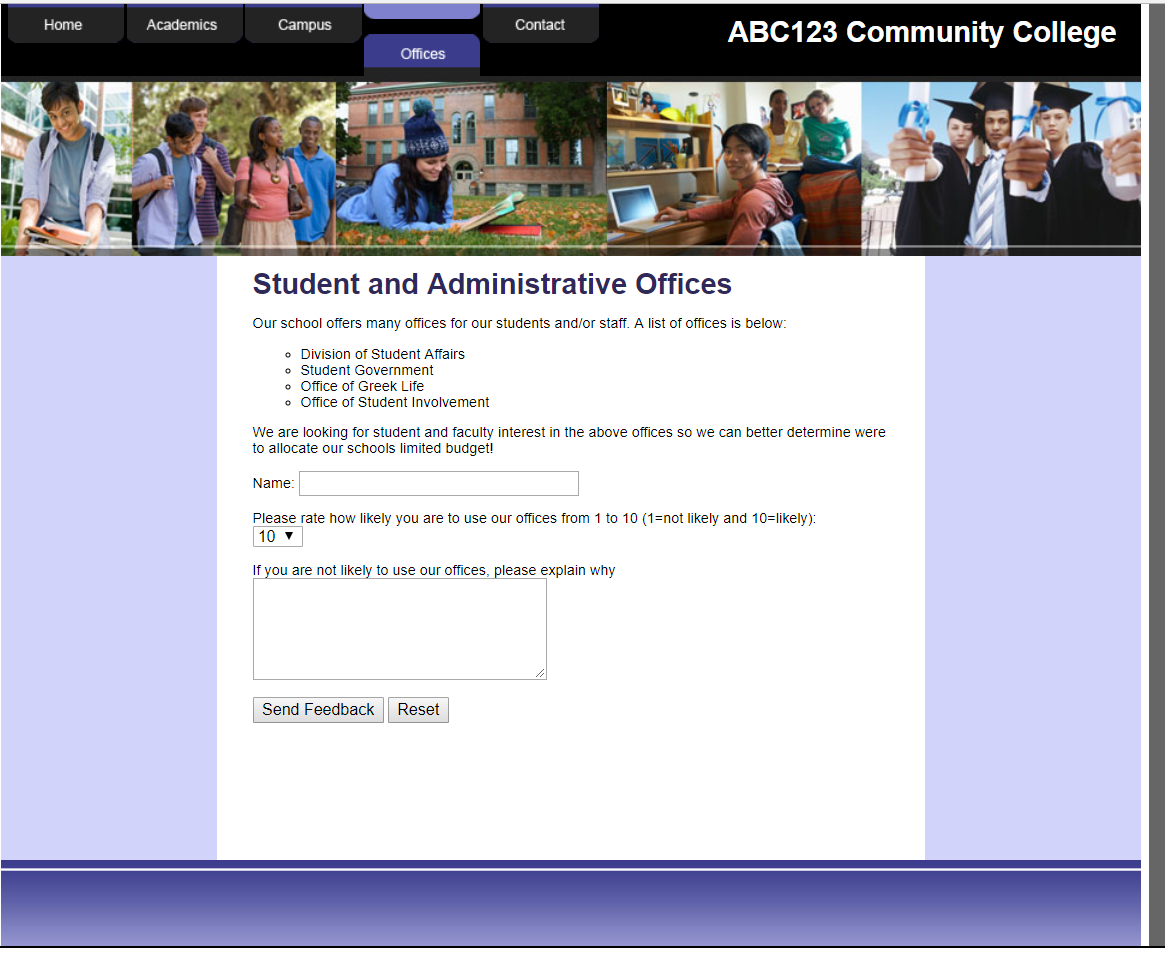 Home
Academics
Campus
Offices
Contact
ABC123 Community College
Student and Administrative Offices
Our school offers many offices for our students and/or staff. A list of offices is below:
Division of Student Affairs
Student Government
Office of Greek Life
Office of Student Involvement
We are looking for student and faculty interest in the above offices so we can better determine were
to allocate our schools limited budget!
Name:
Please rate how likely you are to use our offices from 1 to 10 (1=not likely and 10=likely):
10
If you are not likely to use our offices, please explain why
Send Feedback Reset